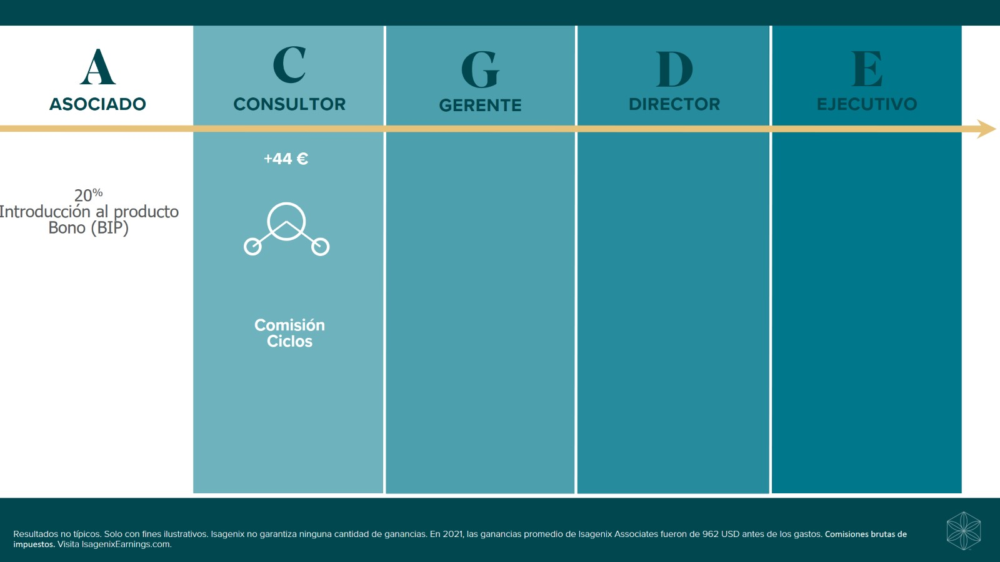 A
ASOCIADO
C
CONSULTOR
G
GERENTE
D
DIRECTOR
E
EJECUTIVO
20%
Introducción al producto
Bono (BIP)
+44 €
Comisión
Ciclos
Resultados no típicos. Solo con fines ilustrativos. Isagenix no garantiza ninguna cantidad de ganancias. En 2021, las ganancias promedio de Isagenix Associates fueron de 962 USD antes de los gastos. Comisiones brutas de
impuestos. Visita IsagenixEarnings.com.